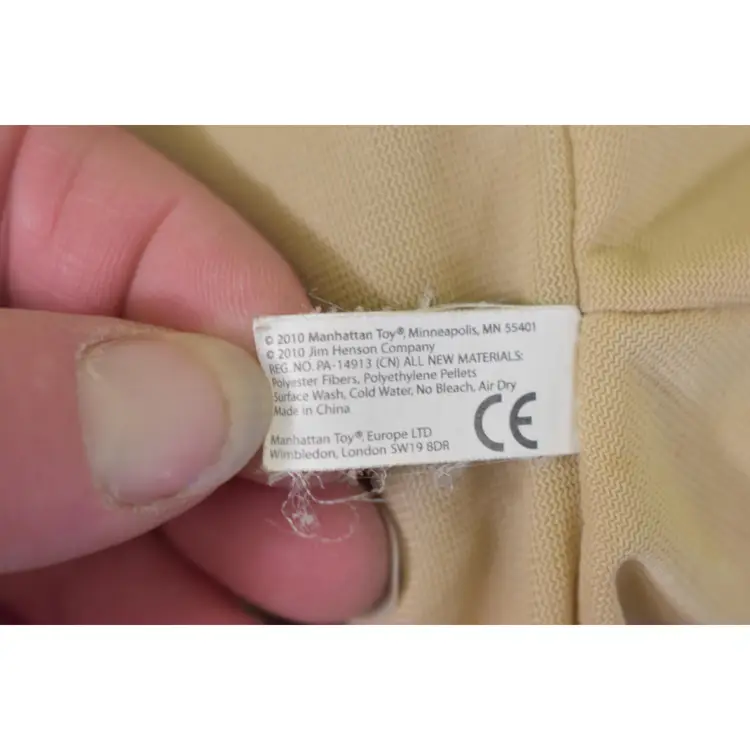 © 2010 Manhattan Toy®, Minneapolis, MN 55401
© 2010 Jim Henson Company
REG. NO. PA-14913 (CN) ALL NEW MATERIALS:
Polyester Fibers, Polyethylene Pellets
Surface Wash, Cold Water, No Bleach, Air Dry
Made in China
CE
Manhattan Toy®, Europe LTD
Wimbledon, London SW19 8DR